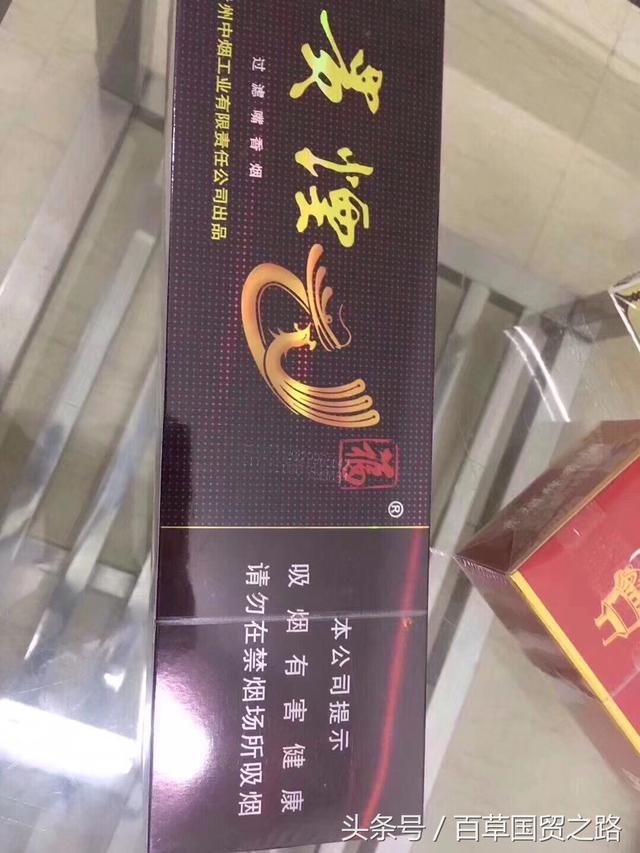 贵煙
过滤嘴香烟
州中烟工业有限责任公司出品
福
®
本公司提示
吸烟有害健康
请勿在禁烟场所吸烟
头条号 / 百草国贸之路